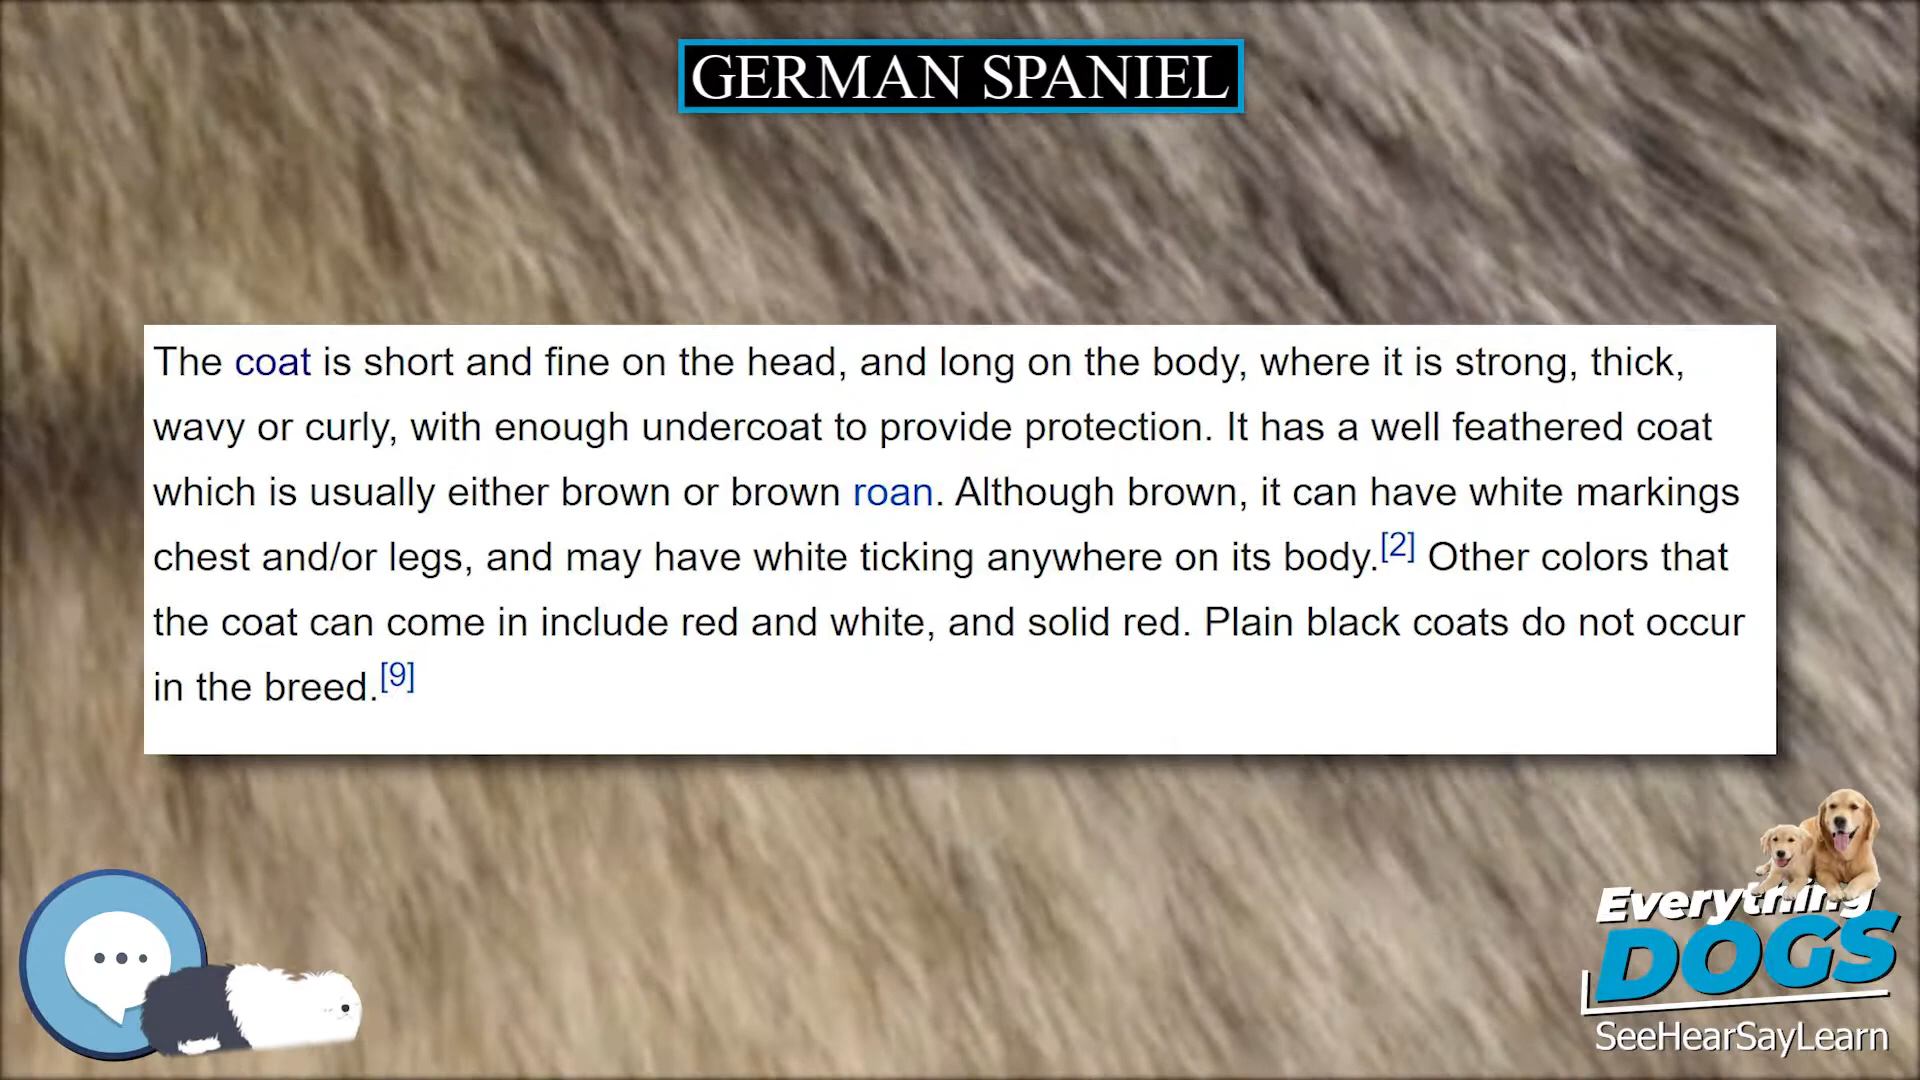 GERMAN SPANIEL
The coat is short and fine on the head, and long on the body, where it is strong, thick,
wavy or curly, with enough undercoat to provide protection. It has a well feathered coat
which is usually either brown or brown roan. Although brown, it can have white markings
chest and/or legs, and may have white ticking anywhere on its body.[2] Other colors that
the coat can come in include red and white, and solid red. Plain black coats do not occur
in the breed.[9]
Everything
DOGS
SeeHearSayLearn